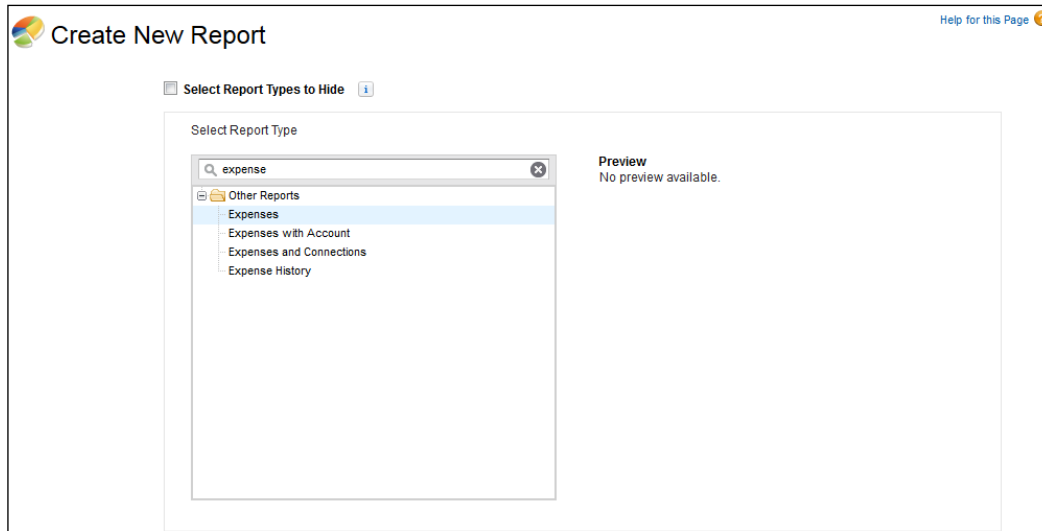 Help for this Page
Create New Report
Select Report Types to Hide i
Select Report Type
expense
Preview
No preview available.
Other Reports
Expenses
Expenses with Account
Expenses and Connections
Expense History